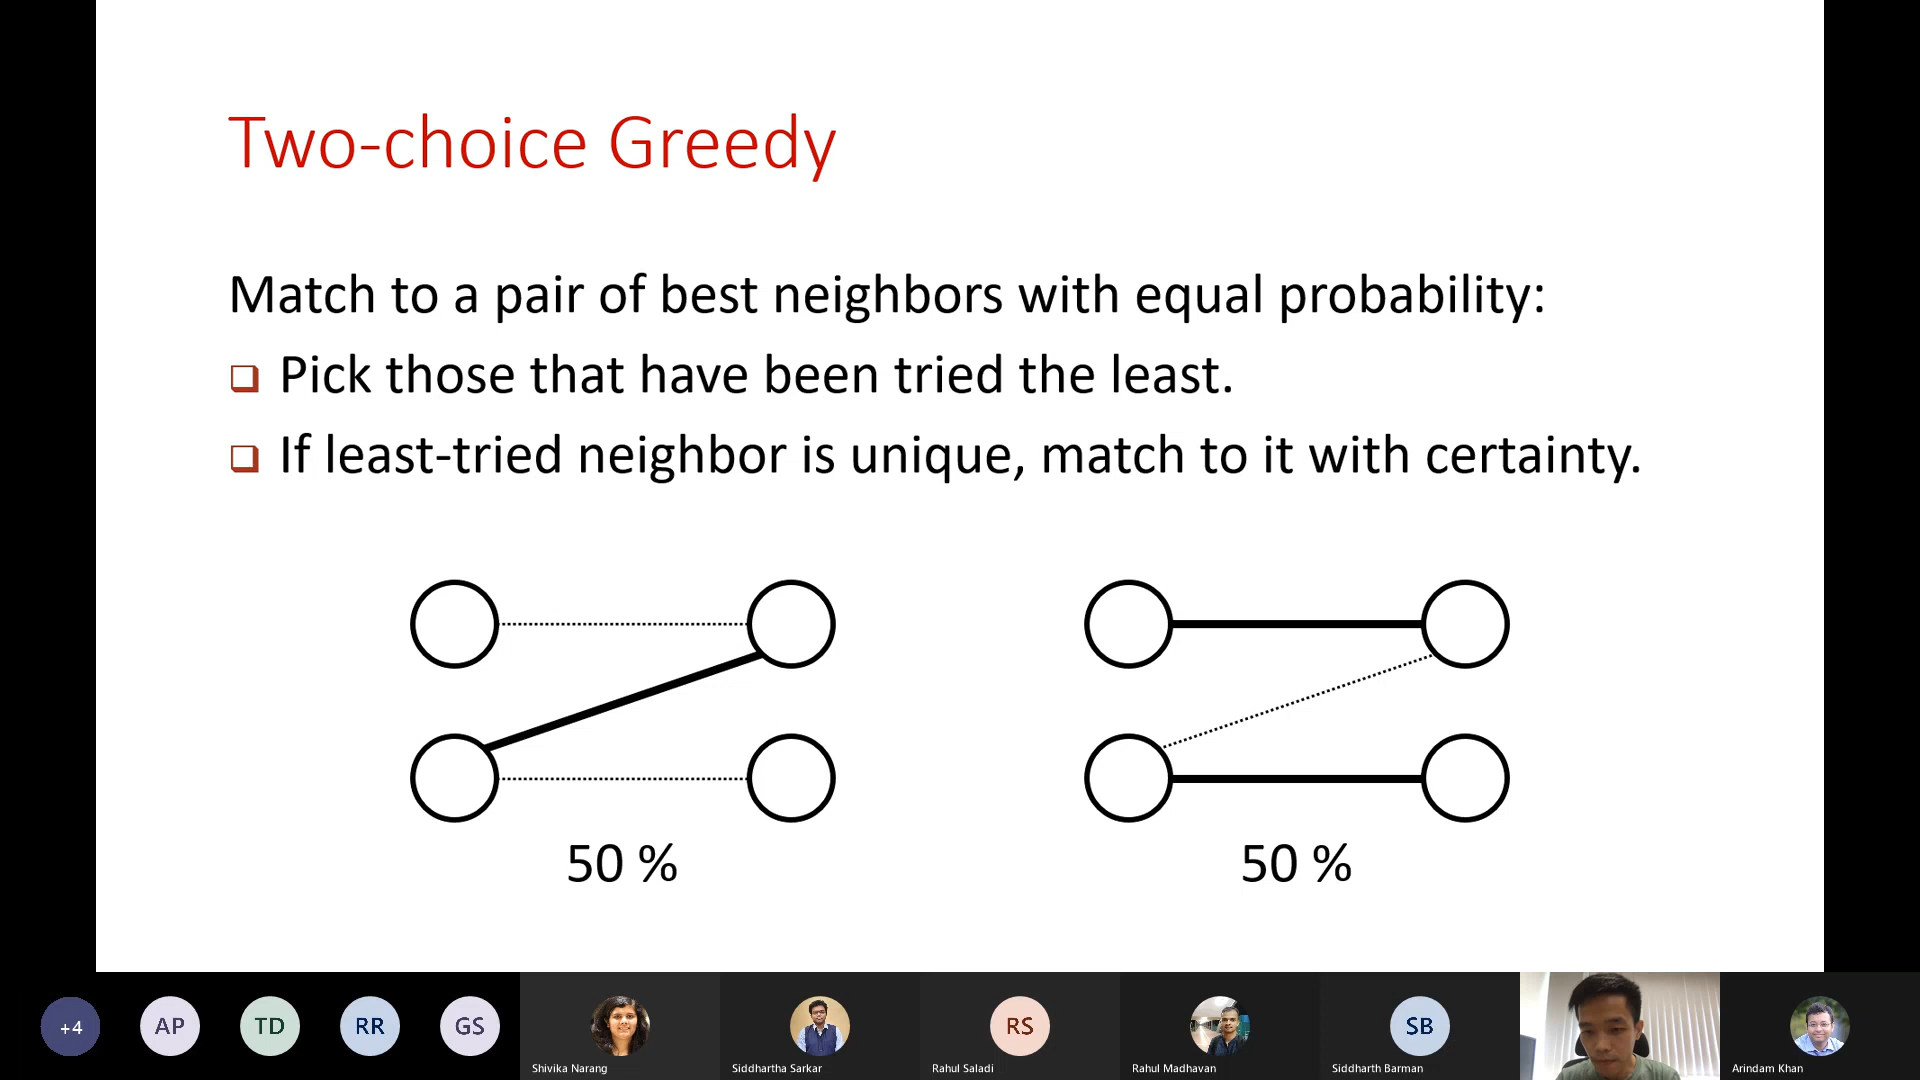 Two-choice Greedy
Match to a pair of best neighbors with equal probability:
Pick those that have been tried the least.
If least-tried neighbor is unique, match to it with certainty.
50 %
50 %
+4
AP
TD
RR
GS
RS
SB
Shivika Narang
Siddhartha Sarkar
Rahul Saladi
Rahul Madhavan
Siddharth Barman
Arindam Khan